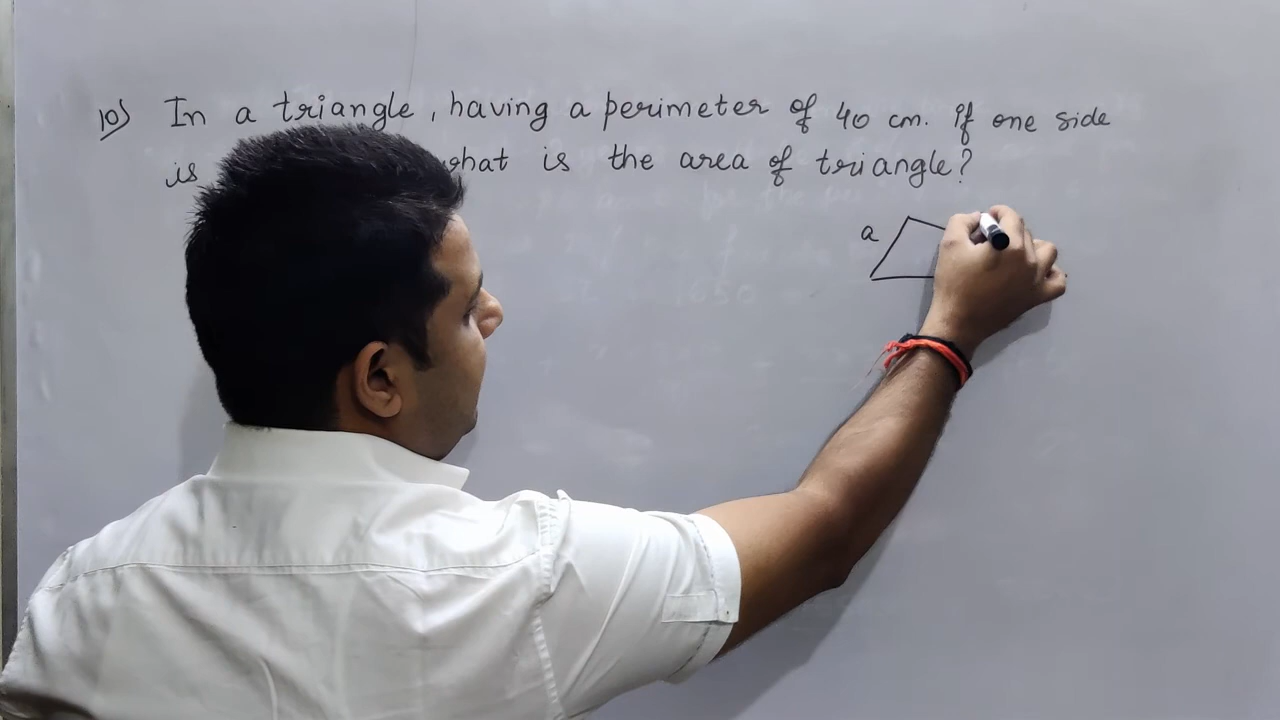 10) In a triangle, having a perimeter of 40 cm. If one side
is what is the area of triangle?
a